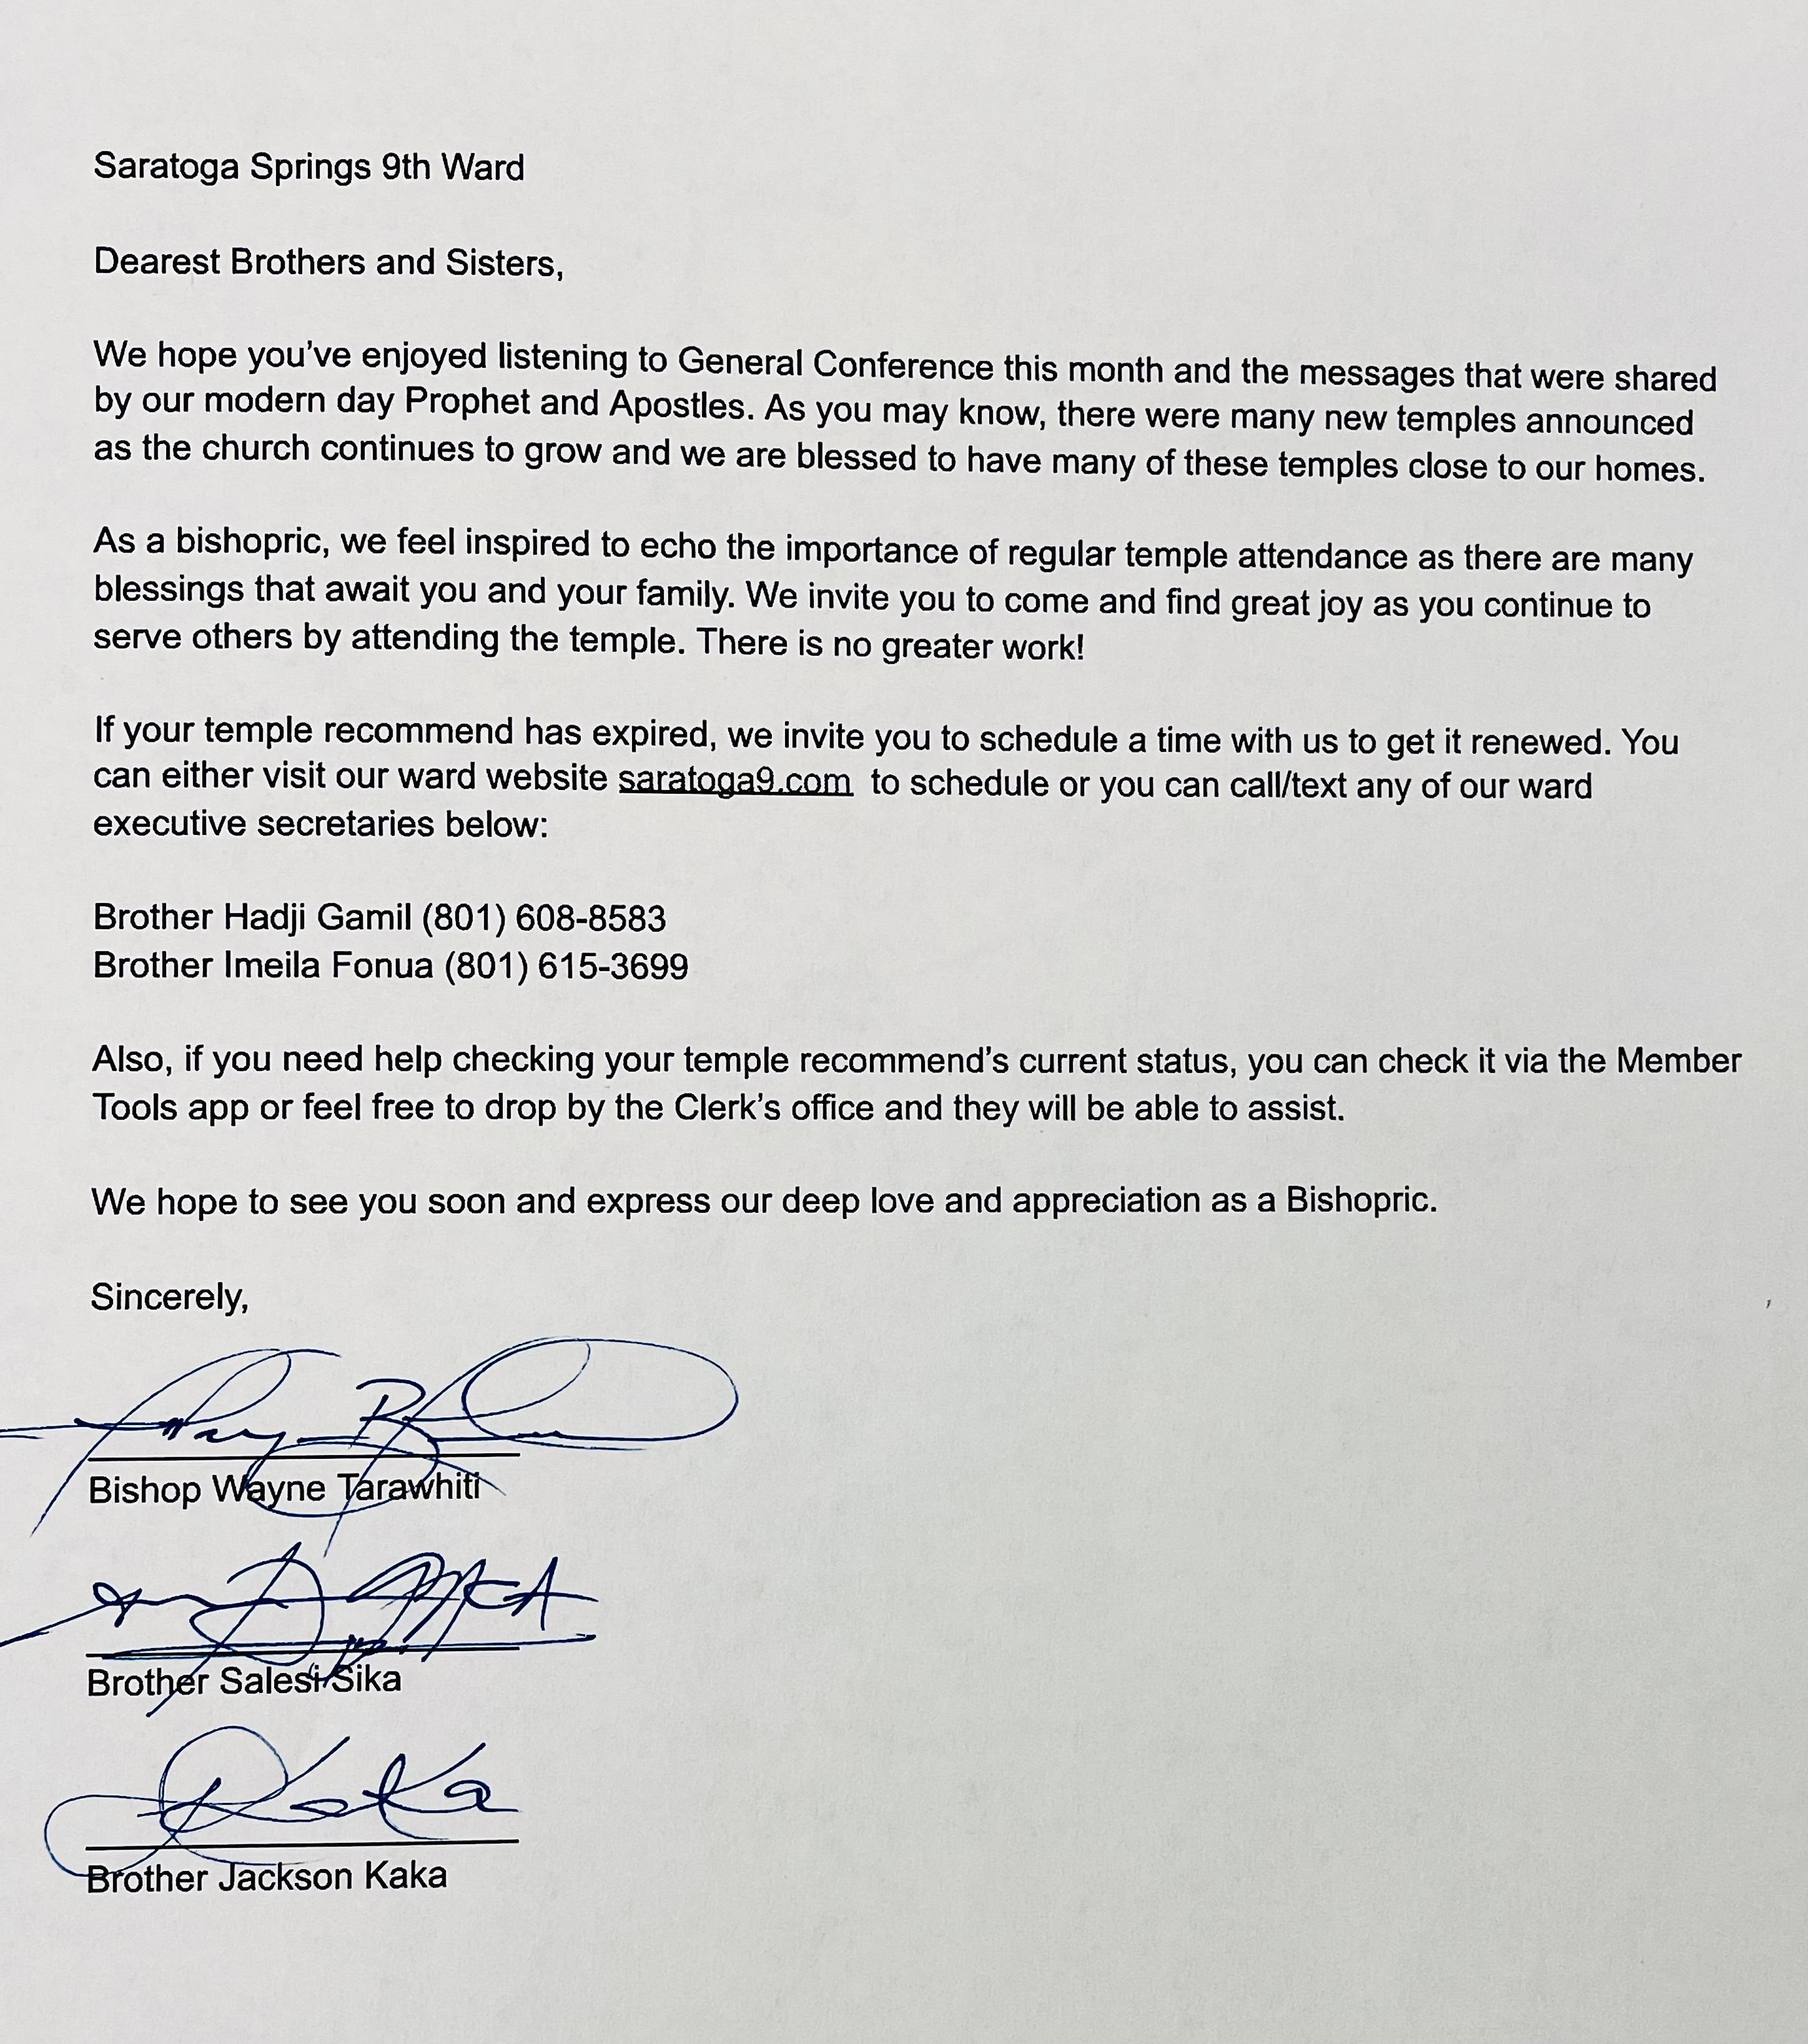 Saratoga Springs 9th Ward
Dearest Brothers and Sisters,
We hope you've enjoyed listening to General Conference this month and the messages that were shared
by our modern day Prophet and Apostles. As you may know, there were many new temples announced
as the church continues to grow and we are blessed to have many of these temples close to our homes.
As a bishopric, we feel inspired to echo the importance of regular temple attendance as there are many
blessings that await you and your family. We invite you to come and find great joy as you continue to
serve others by attending the temple. There is no greater work!
If your temple recommend has expired, we invite you to schedule a time with us to get it renewed. You
can either visit our ward website saratoga9.com to schedule or you can call/text any of our ward
executive secretaries below:
Brother Hadji Gamil (801) 608-8583
Brother Imeila Fonua (801) 615-3699
Also, if you need help checking your temple recommend's current status, you can check it via the Member
Tools app or feel free to drop by the Clerk's office and they will be able to assist.
We hope to see you soon and express our deep love and appreciation as a Bishopric.
Sincerely,
Bishop Wayne Tarawhiti
Brother Salesi Sika
Kaka
Brother Jackson Kaka